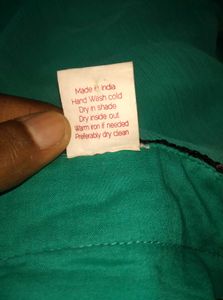 Made in India
Hand Wash cold
Dry in shade
Dry inside out
Warm iron if needed
Preferably dry clean